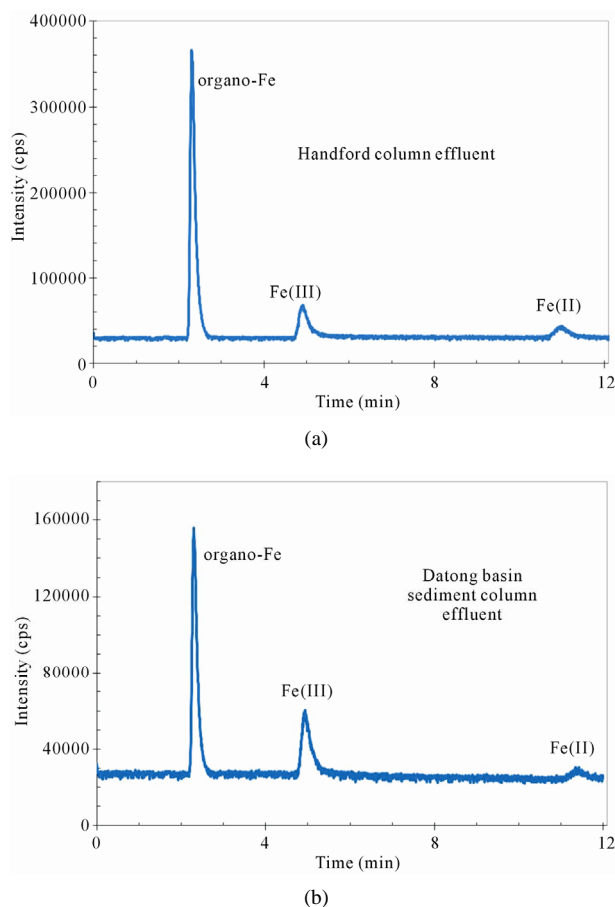 400000
300000
200000
100000
0
Intensity (cps)
organo-Fe
Handford column effluent
Fe(III)
Fe(II)
0
4
8
12
Time (min)
(a)
160000
120000
80000
40000
0
Intensity (cps)
organo-Fe
Datong basin
sediment column
effluent
Fe(III)
Fe(II)
0
4
8
12
Time (min)
(b)